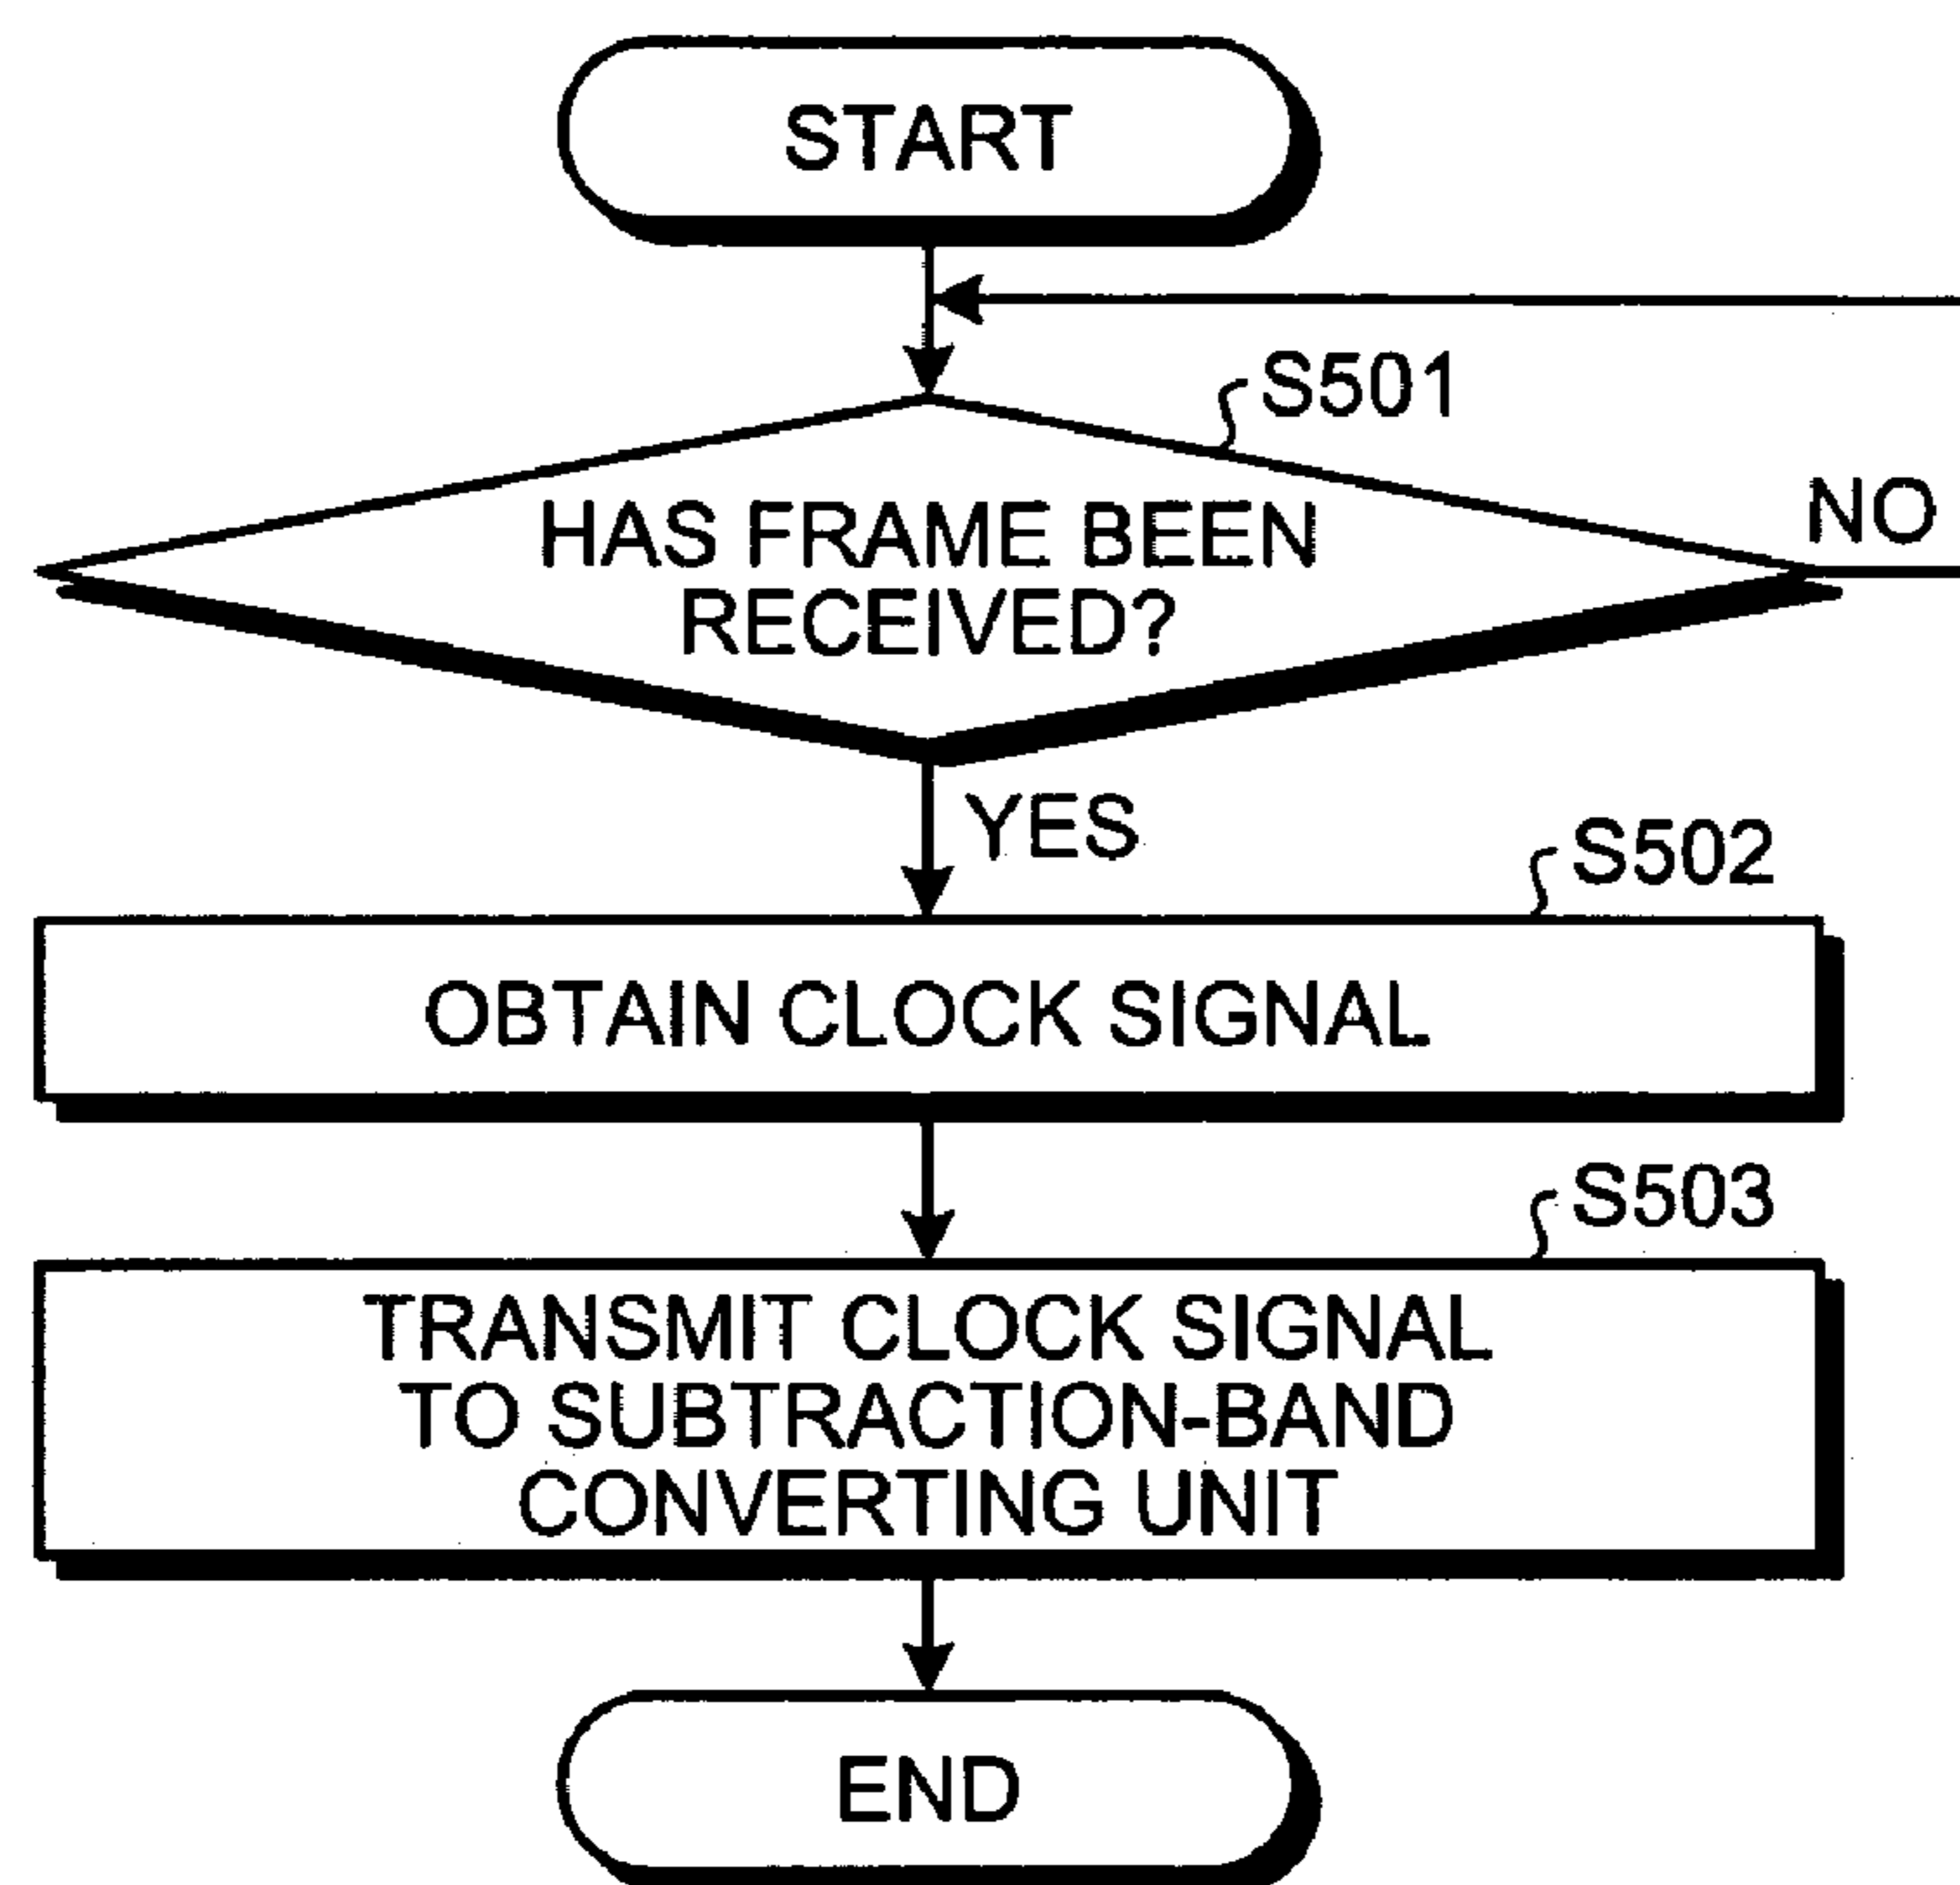 START
S501
HAS FRAME BEEN
RECEIVED?
NO
YES
S502
OBTAIN CLOCK SIGNAL
S503
TRANSMIT CLOCK SIGNAL
TO SUBTRACTION-BAND
CONVERTING UNIT
END